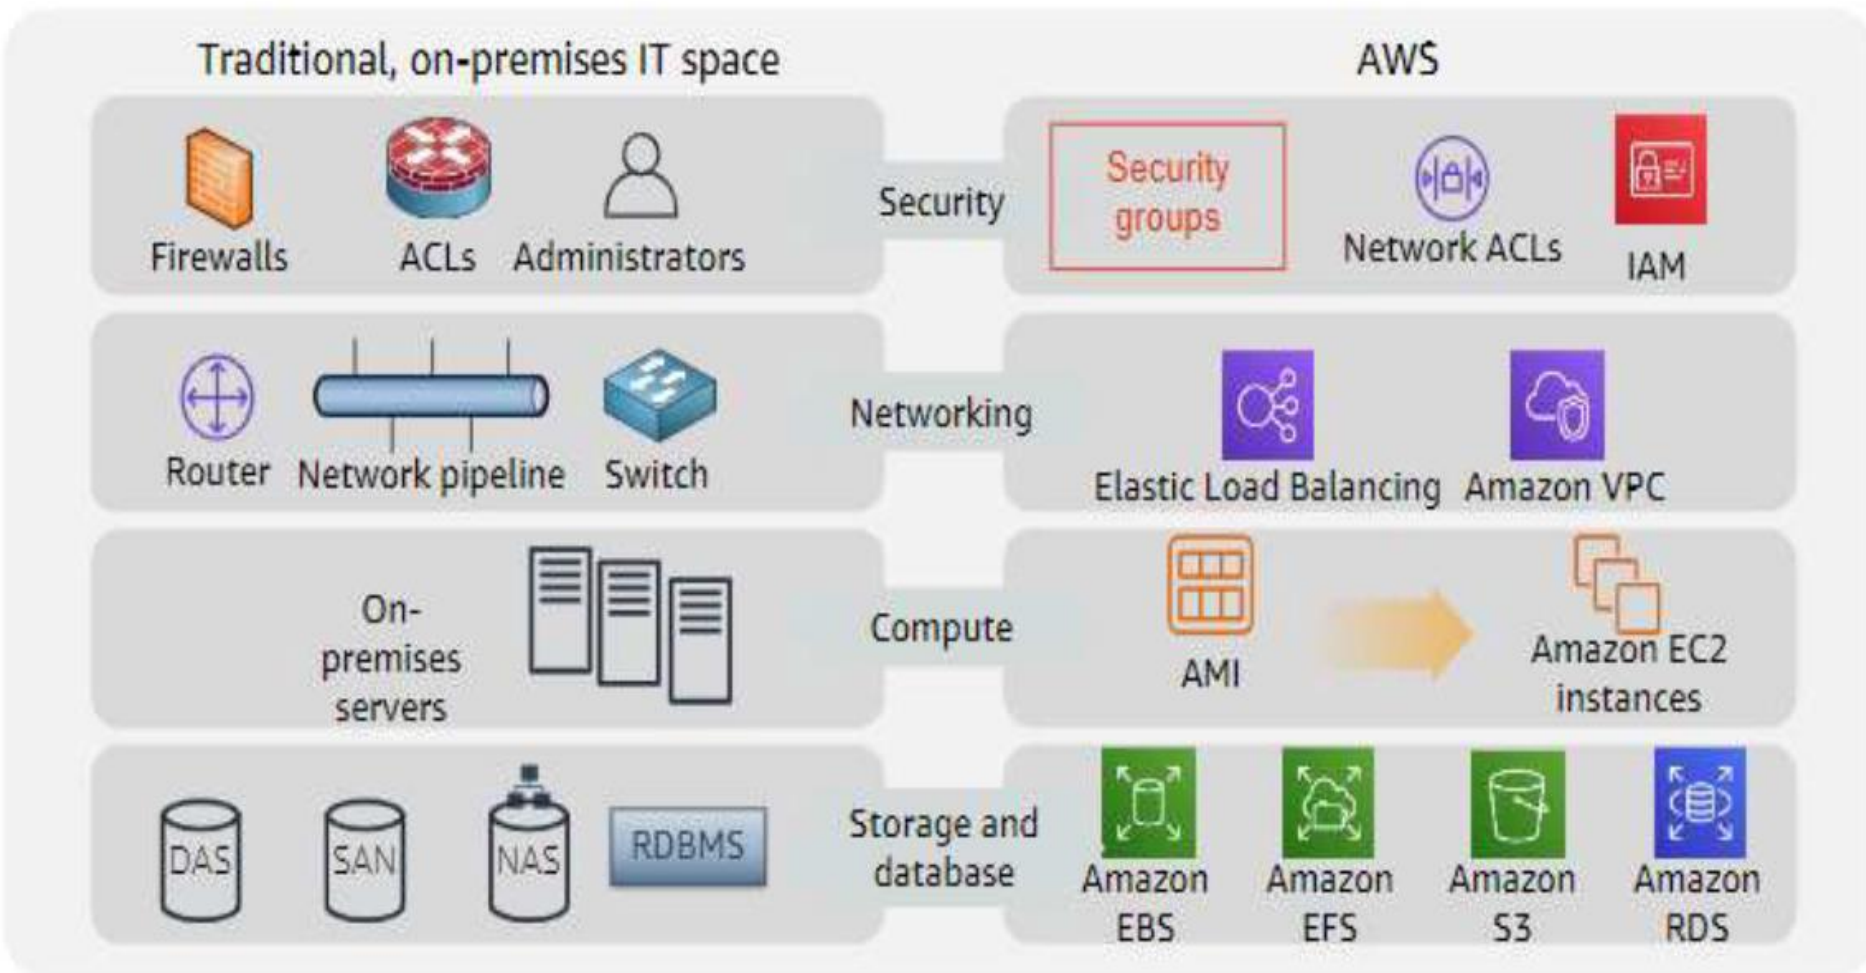 Traditional, on-premises IT space
AWS
Firewalls
ACLs
Administrators
Security
Security
groups
Network ACLs
IAM
Router
Network pipeline
Switch
Networking
Elastic Load Balancing
Amazon VPC
On-
premises
servers
Compute
AMI
Amazon EC2
instances
DAS
SAN
NAS
RDBMS
Storage and
database
Amazon
EBS
Amazon
EFS
Amazon
S3
Amazon
RDS